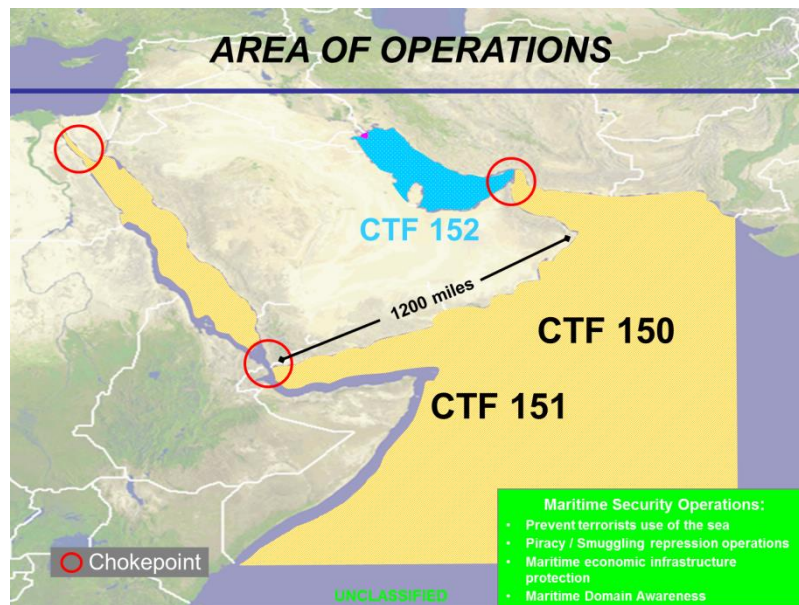 AREA OF OPERATIONS
CTF 152
1200 miles
CTF 150
CTF 151
Maritime Security Operations:
• Prevent terrorists use of the sea
• Piracy / Smuggling repression operations
• Maritime economic infrastructure
protection
• Maritime Domain Awareness
Chokepoint
UNCLASSIFIED